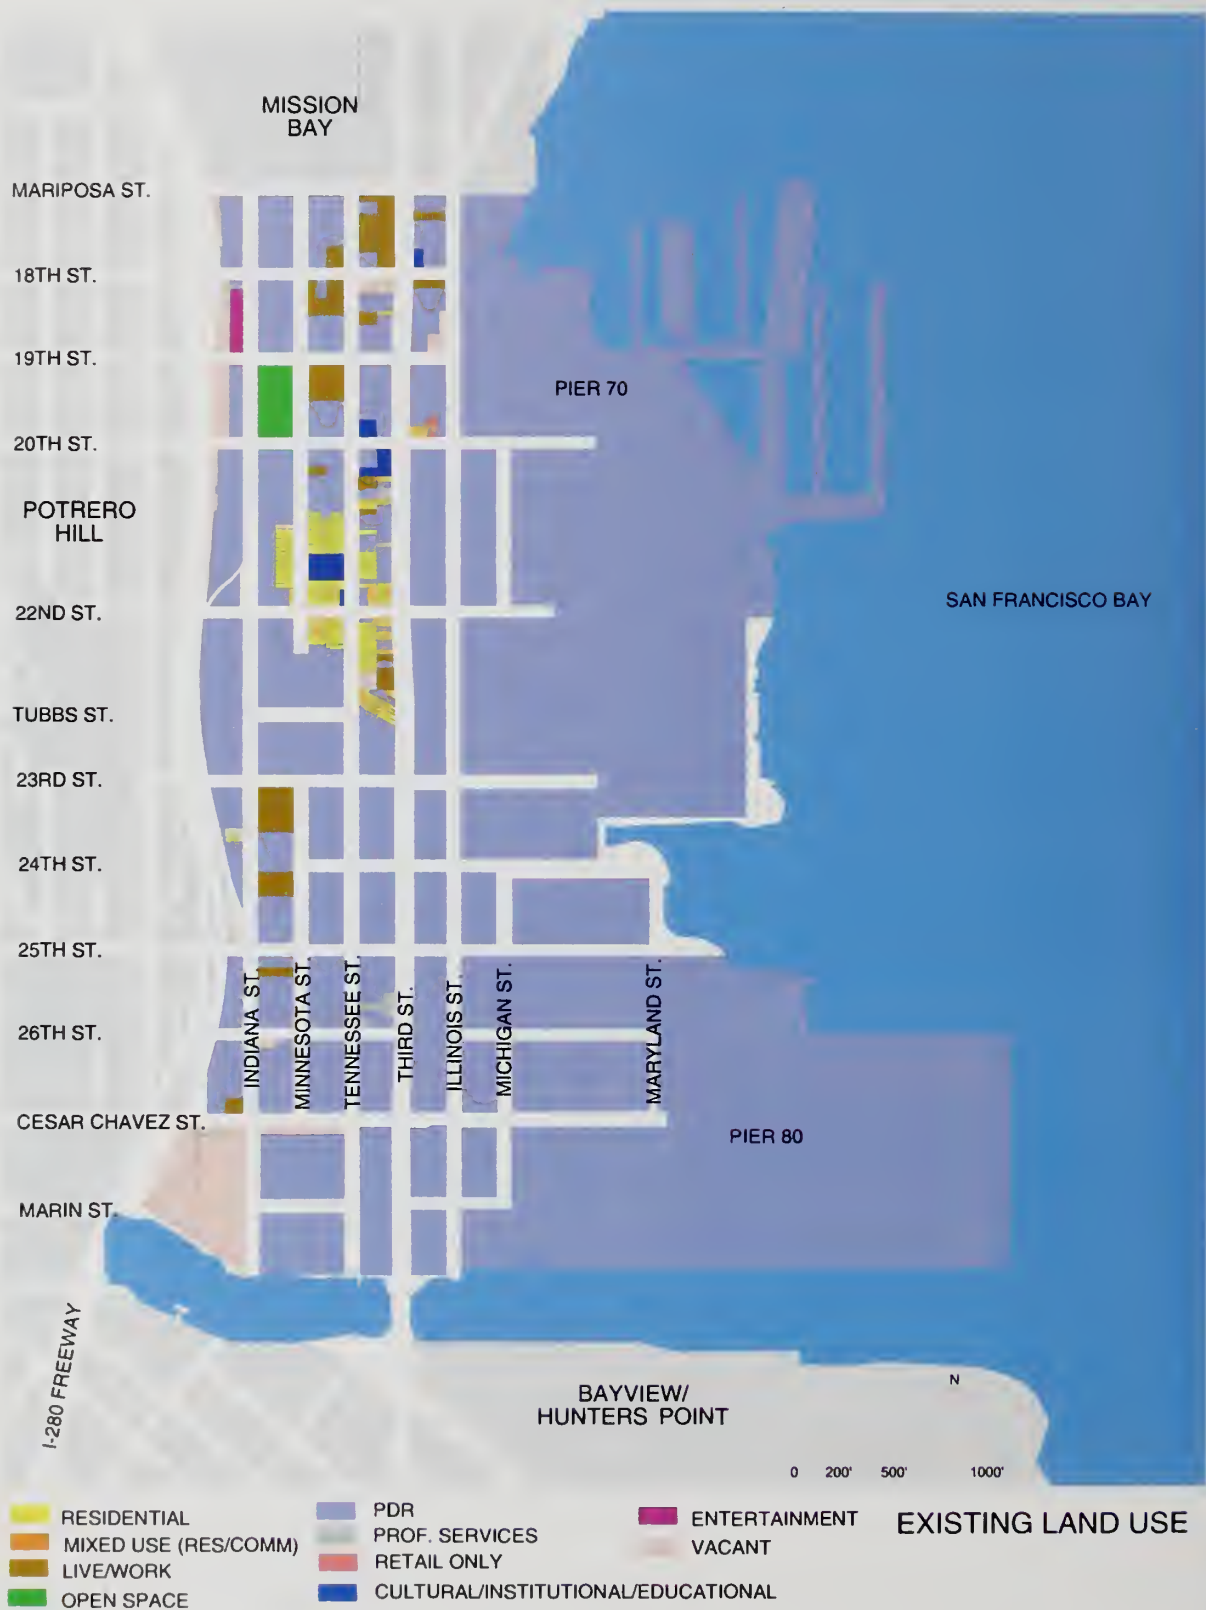 MISSION
BAY
MARIPOSA ST.
18TH ST.
19TH ST.
PIER 70
20TH ST.
POTRERO
HILL
SAN FRANCISCO BAY
22ND ST.
TUBBS ST.
23RD ST.
24TH ST.
25TH ST.
INDIANA ST.
MINNESOTA ST.
TENNESSEE ST.
THIRD ST.
ILLINOIS ST.
MICHIGAN ST.
MARYLAND ST.
26TH ST.
CESAR CHAVEZ ST.
PIER 80
MARIN ST.
I-280 FREEWAY
BAYVIEW/
HUNTERS POINT
N
0 200' 500' 1000'
RESIDENTIAL
MIXED USE (RES/COMM)
LIVE/WORK
OPEN SPACE
PDR
PROF. SERVICES
RETAIL ONLY
CULTURAL/INSTITUTIONAL/EDUCATIONAL
ENTERTAINMENT
VACANT
EXISTING LAND USE